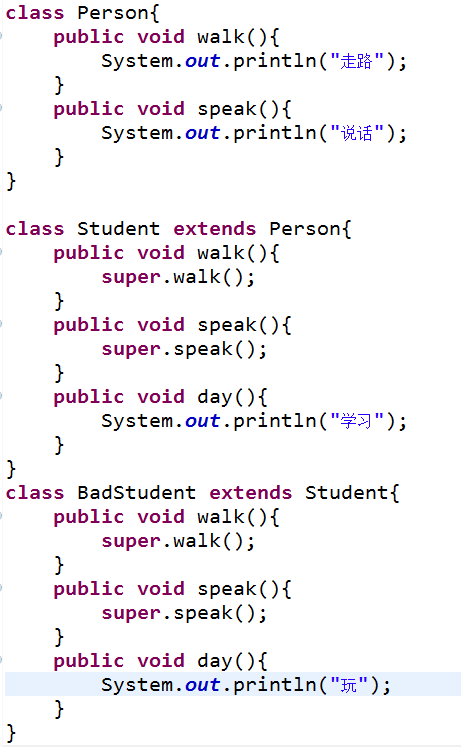 class Person{
    public void walk(){
        System.out.println("走路");
    }
    public void speak(){
        System.out.println("说话");
    }
}

class Student extends Person{
    public void walk(){
        super.walk();
    }
    public void speak(){
        super.speak();
    }
    public void day(){
        System.out.println("学习");
    }
}
class BadStudent extends Student{
    public void walk(){
        super.walk();
    }
    public void speak(){
        super.speak();
    }
    public void day(){
        System.out.println("玩");
    }
}